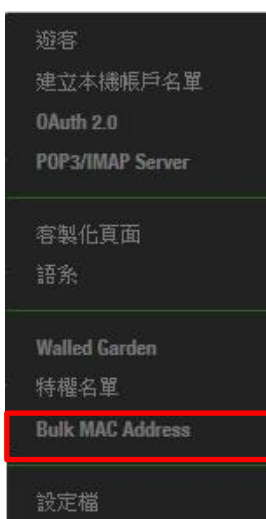 遊客
建立本機帳戶名單
OAuth 2.0
POP3/IMAP Server
客製化頁面
語系
Walled Garden
特權名單
Bulk MAC Address
設定檔